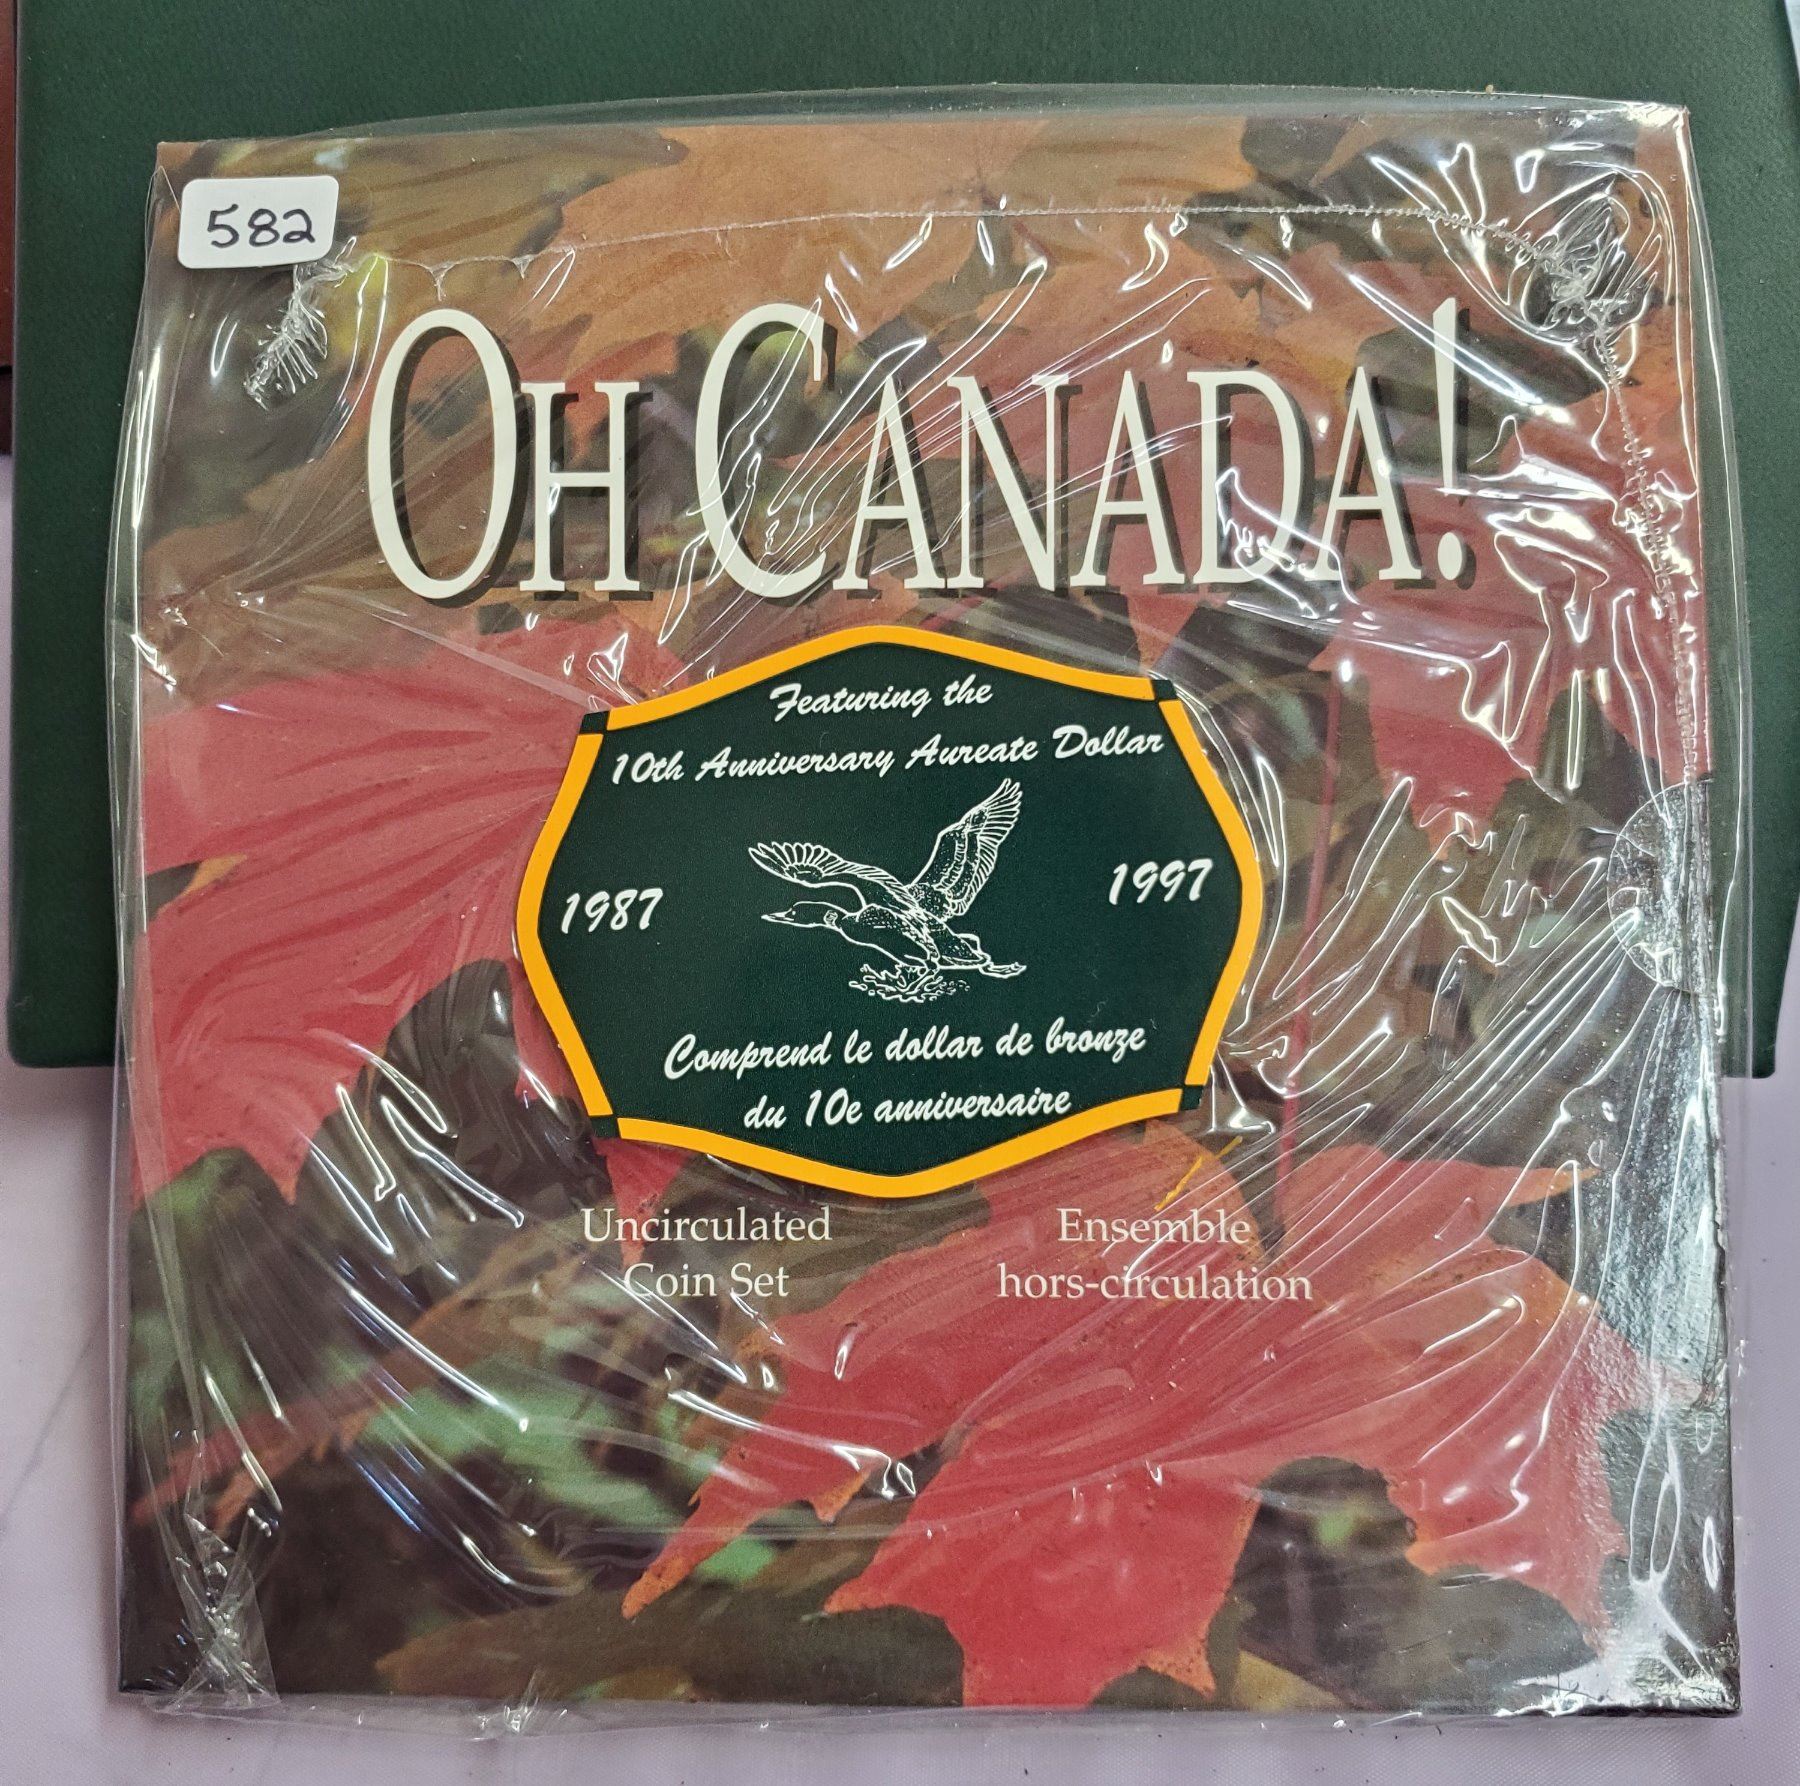 582
OH CANADA!
Featuring the
10th Anniversary Aureate Dollar
1987
1997
Comprend le dollar de bronze
du 10e anniversaire
Uncirculated
Coin Set
Ensemble
hors-circulation